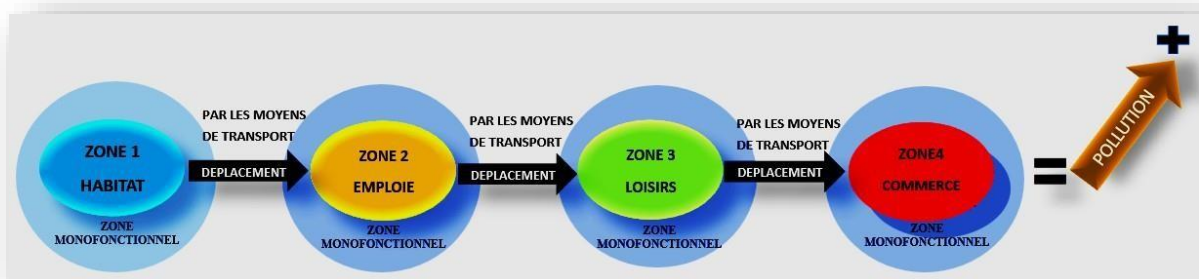 ZONE 1
HABITAT
ZONE
MONOFONCTIONNEL
PAR LES MOYENS
DE TRANSPORT
DEPLACEMENT
ZONE 2
EMPLOIE
ZONE
MONOFONCTIONNEL
PAR LES MOYENS
DE TRANSPORT
DEPLACEMENT
ZONE 3
LOISIRS
ZONE
MONOFONCTIONNEL
PAR LES MOYENS
DE TRANSPORT
DEPLACEMENT
ZONE4
COMMERCE
ZONE
MONOFONCTIONNEL
=
POLLUTION
+